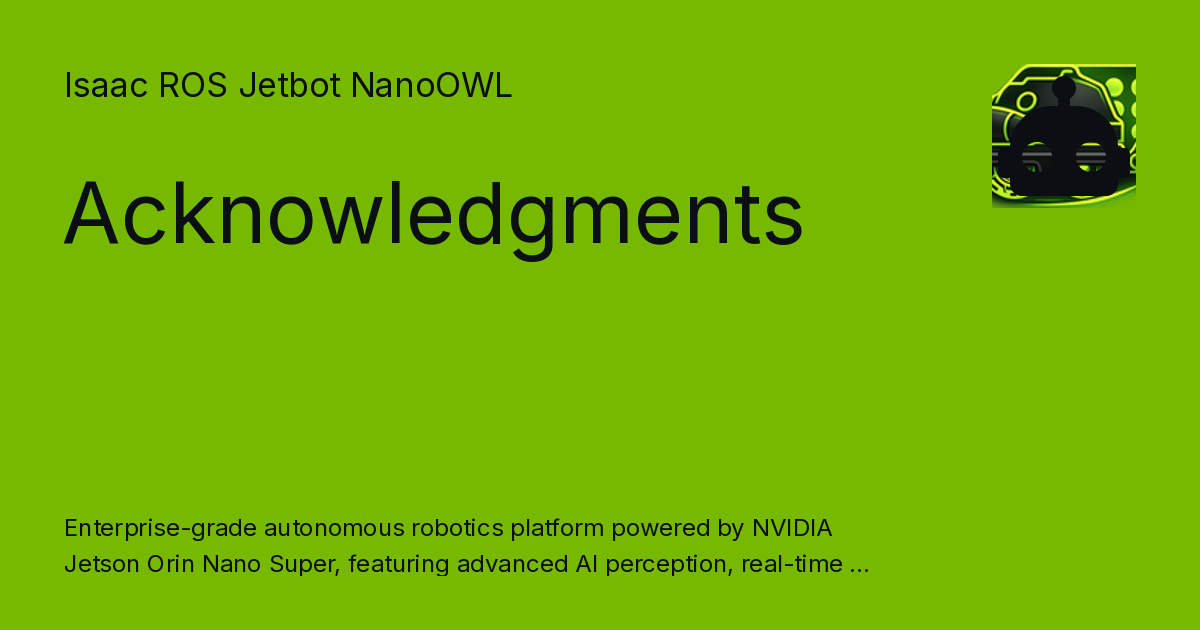 Isaac ROS Jetbot NanoOWL
Acknowledgments
Enterprise-grade autonomous robotics platform powered by NVIDIA
Jetson Orin Nano Super, featuring advanced AI perception, real-time ...